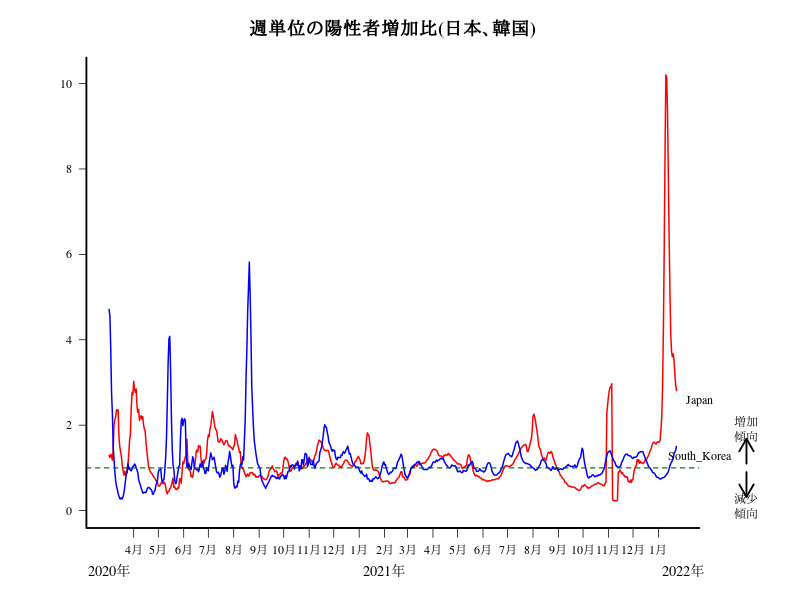 週単位の陽性者増加比(日本、韓国)
10
8
6
4
2
0
Japan
増加
傾向
South_Korea
減少
傾向
4月 5月 6月 7月 8月 9月 10月 11月 12月 1月 2月 3月 4月 5月 6月 7月 8月 9月 10月 11月 12月 1月
2020年 2021年 2022年